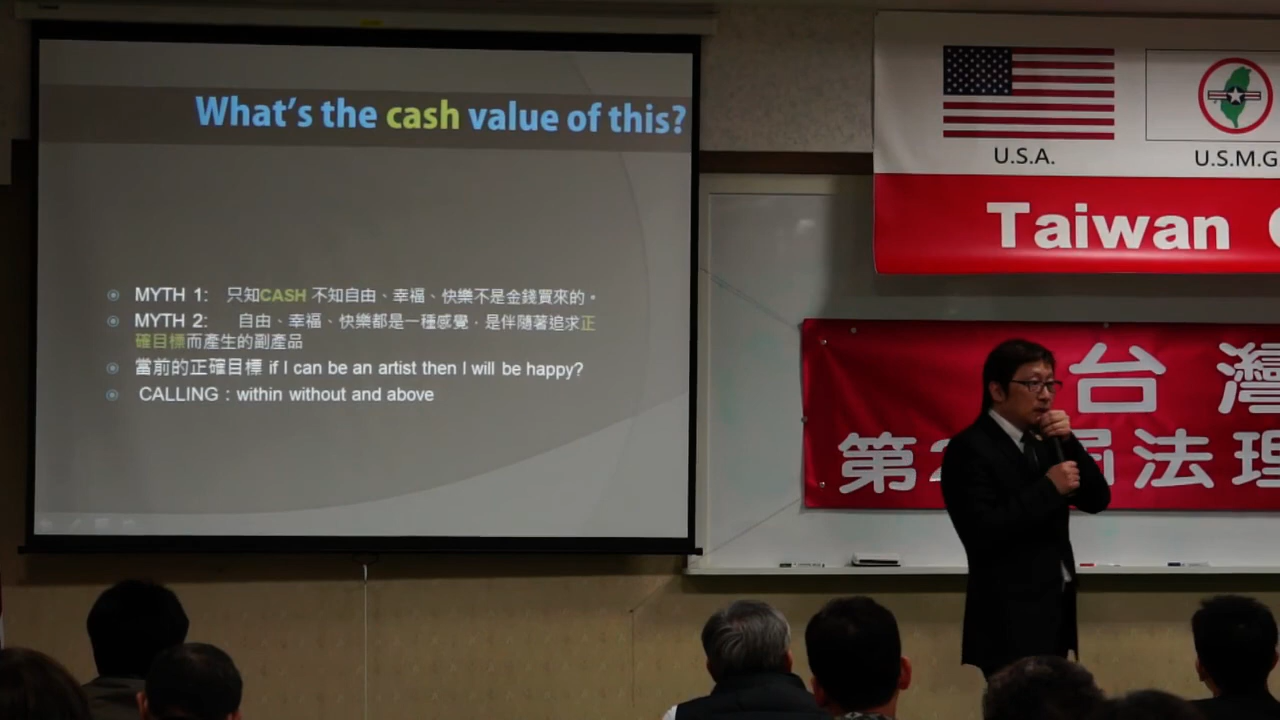 What's the cash value of this?
MYTH 1: 只知CASH 不知自由、幸福、快樂不是金錢買來的。
MYTH 2: 自由、幸福、快樂都是一種感覺，是伴隨著追求正
確目標而產生的副產品
當前的正確目標 if I can be an artist then I will be happy?
CALLING : within without and above
U.S.A.
U.S.M.G
Taiwan
台灣
第2屆法理